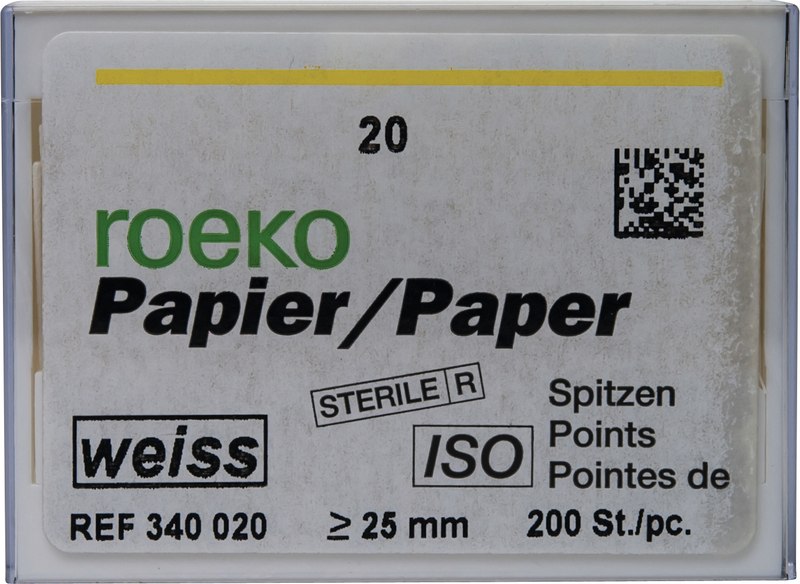 20
roeko
Papier/Paper
STERILE R
weiss
ISO
Spitzen
Points
Pointes de
REF 340 020
≥ 25 mm
200 St./pc.